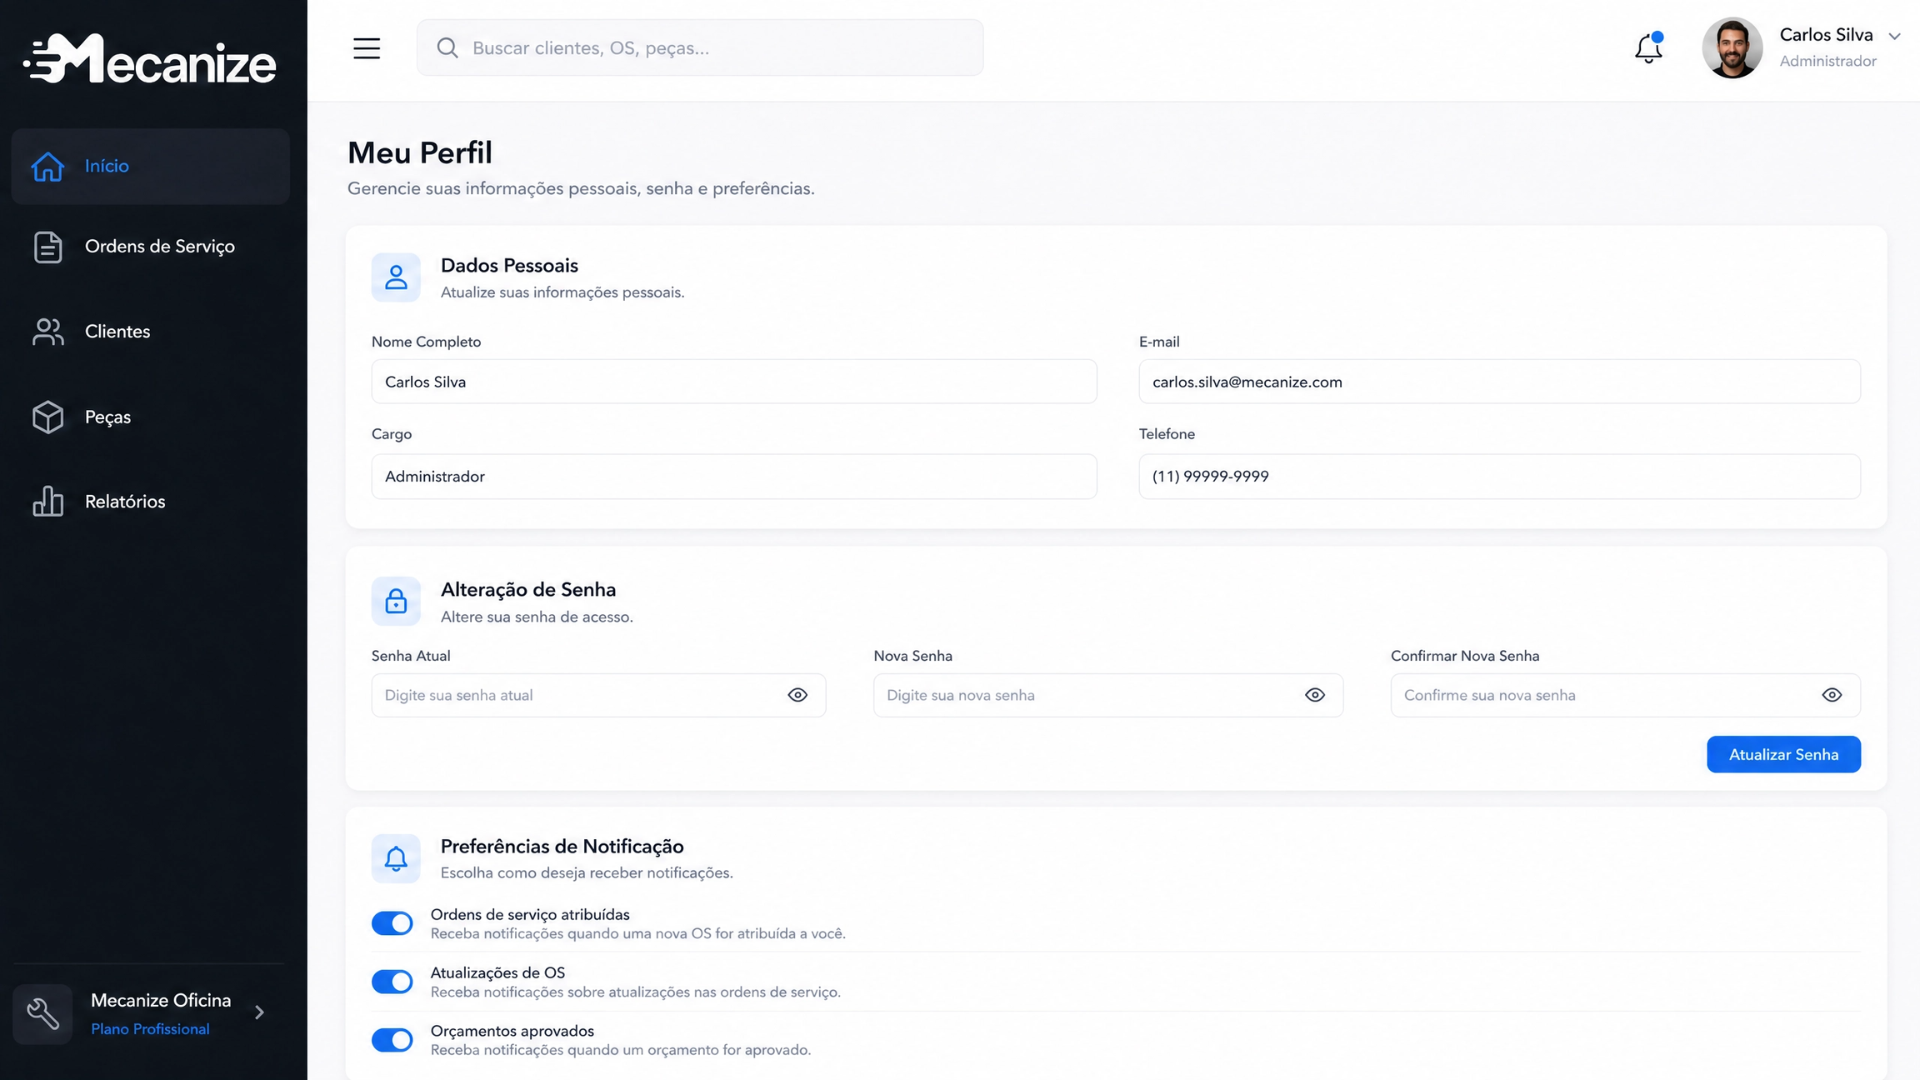 Mecanize
Início
Ordens de Serviço
Clientes
Peças
Relatórios
Mecanize Oficina
Plano Profissional
Buscar clientes, OS, peças...
Carlos Silva
Administrador
Meu Perfil
Gerencie suas informações pessoais, senha e preferências.
Dados Pessoais
Atualize suas informações pessoais.
Nome Completo
Carlos Silva
E-mail
carlos.silva@mecanize.com
Cargo
Administrador
Telefone
(11) 99999-9999
Alteração de Senha
Altere sua senha de acesso.
Senha Atual
Digite sua senha atual
Nova Senha
Digite sua nova senha
Confirmar Nova Senha
Confirme sua nova senha
Atualizar Senha
Preferências de Notificação
Escolha como deseja receber notificações.
Ordens de serviço atribuídas
Receba notificações quando uma nova OS for atribuída a você.
Atualizações de OS
Receba notificações sobre atualizações nas ordens de serviço.
Orçamentos aprovados
Receba notificações quando um orçamento for aprovado.